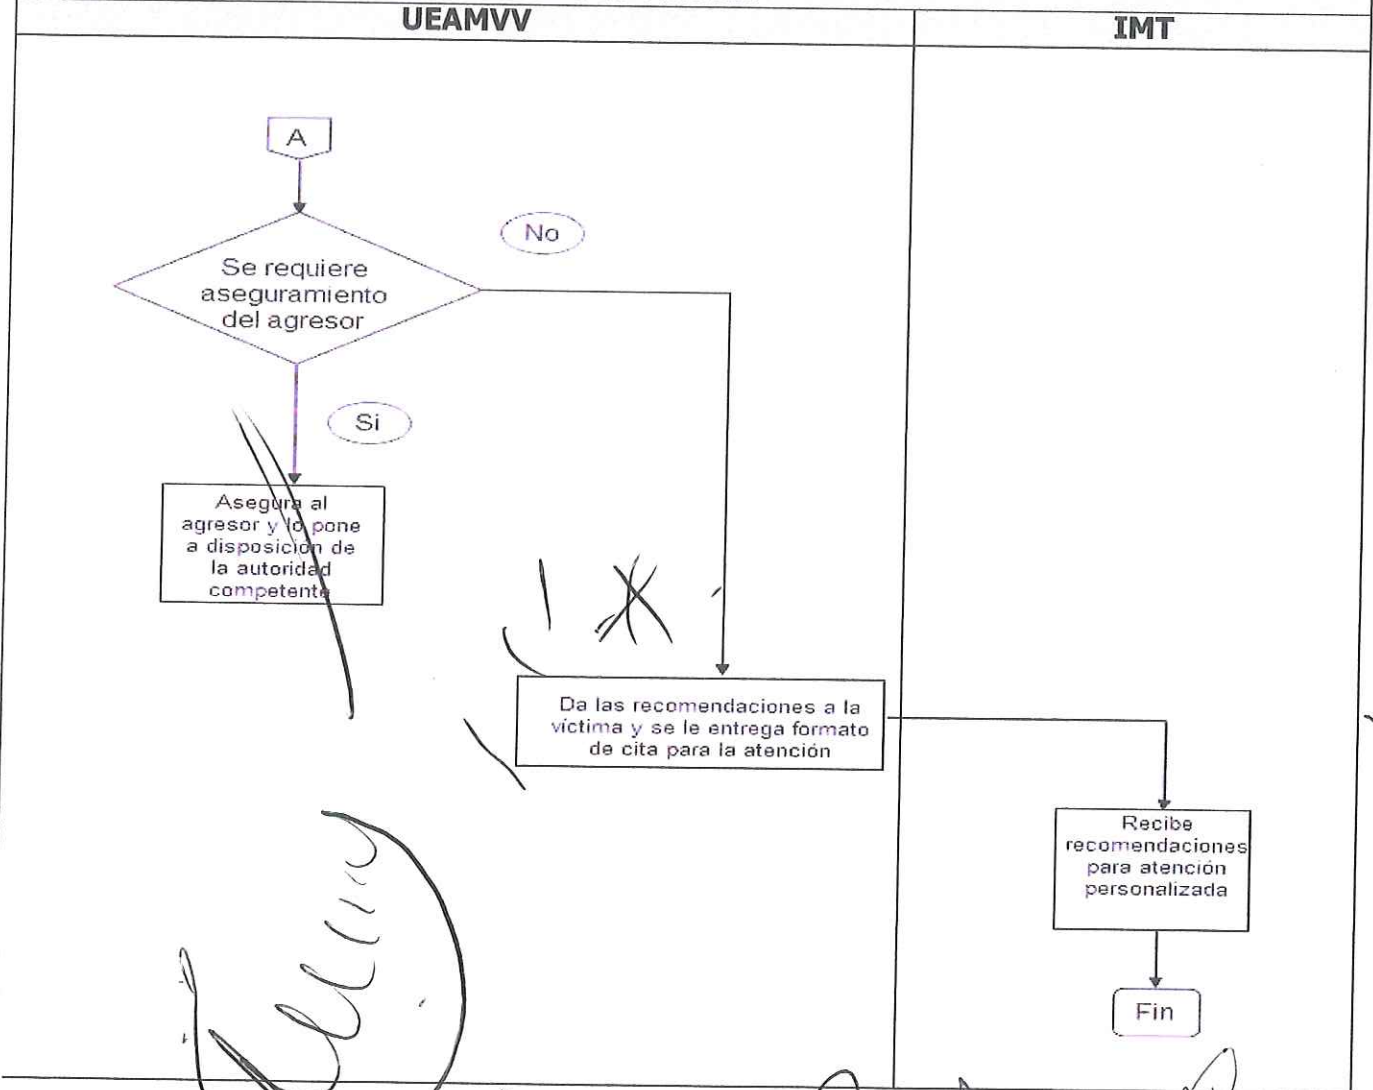 UEAMVV
IMT
A
Se requiere
aseguramiento
del agresor
No
Si
Asegura al
agresor y lo pone
a disposición de
la autoridad
competente
Da las recomendaciones a la
víctima y se le entrega formato
de cita para la atención
Recibe
recomendaciones
para atención
personalizada
Fin